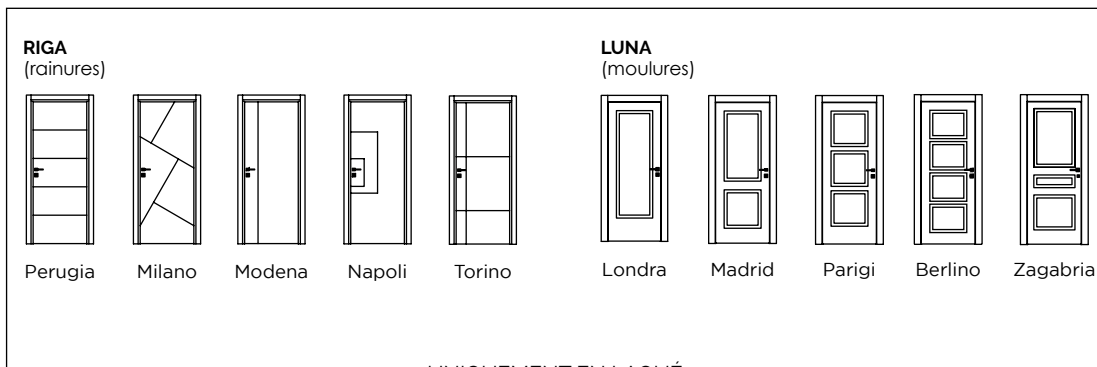 RIGA
(rainures)
LUNA
(moulures)
Perugia Milano Modena Napoli Torino Londra Madrid Parigi Berlino Zagabria